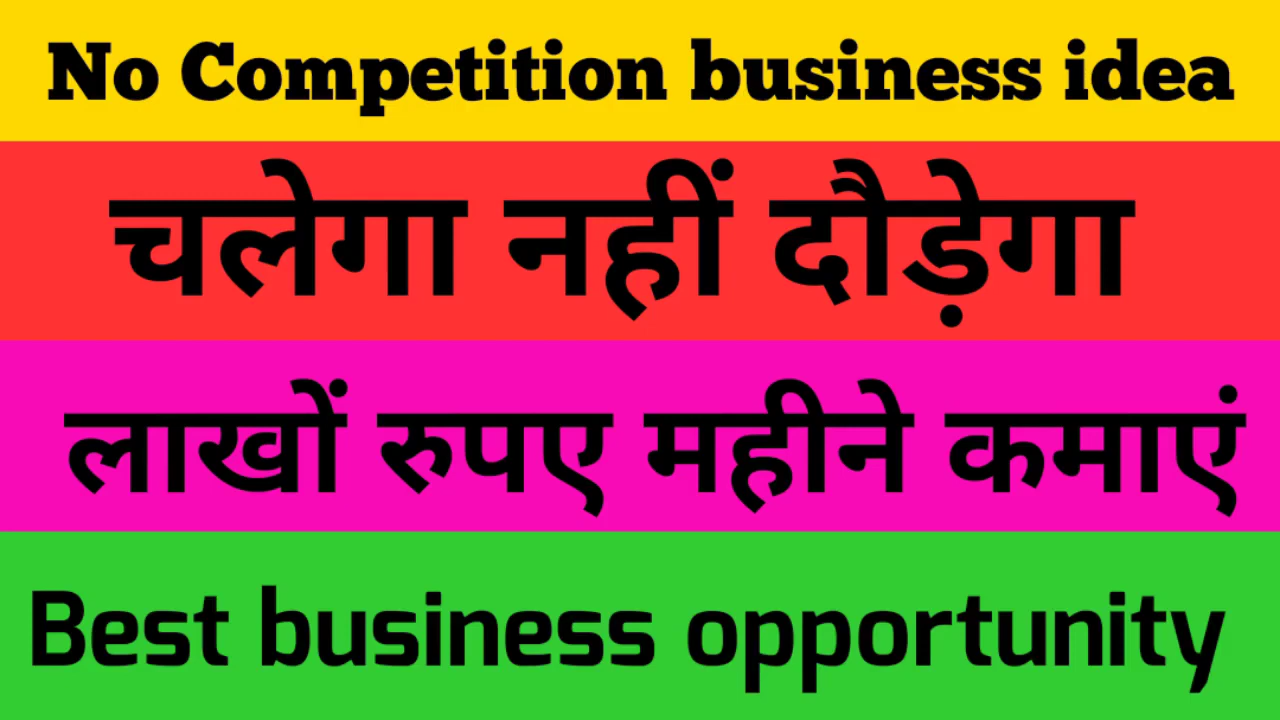 No Competition business idea
चलेगा नहीं दौड़ेगा
लाखों रुपए महीने कमाएं
Best business opportunity